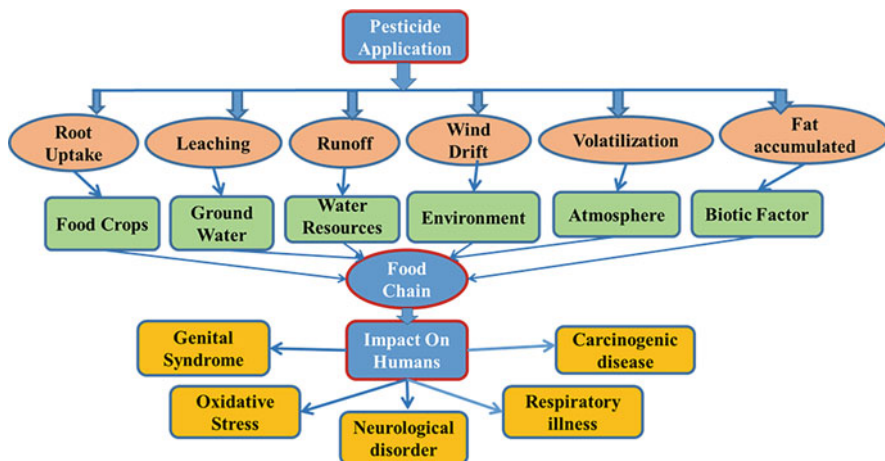 Pesticide
Application
Root
Uptake
Leaching
Runoff
Wind
Drift
Volatilization
Fat
accumulated
Food Crops
Ground
Water
Water
Resources
Environment
Atmosphere
Biotic Factor
Food
Chain
Genital
Syndrome
Impact On
Humans
Carcinogenic
disease
Oxidative
Stress
Neurological
disorder
Respiratory
illness